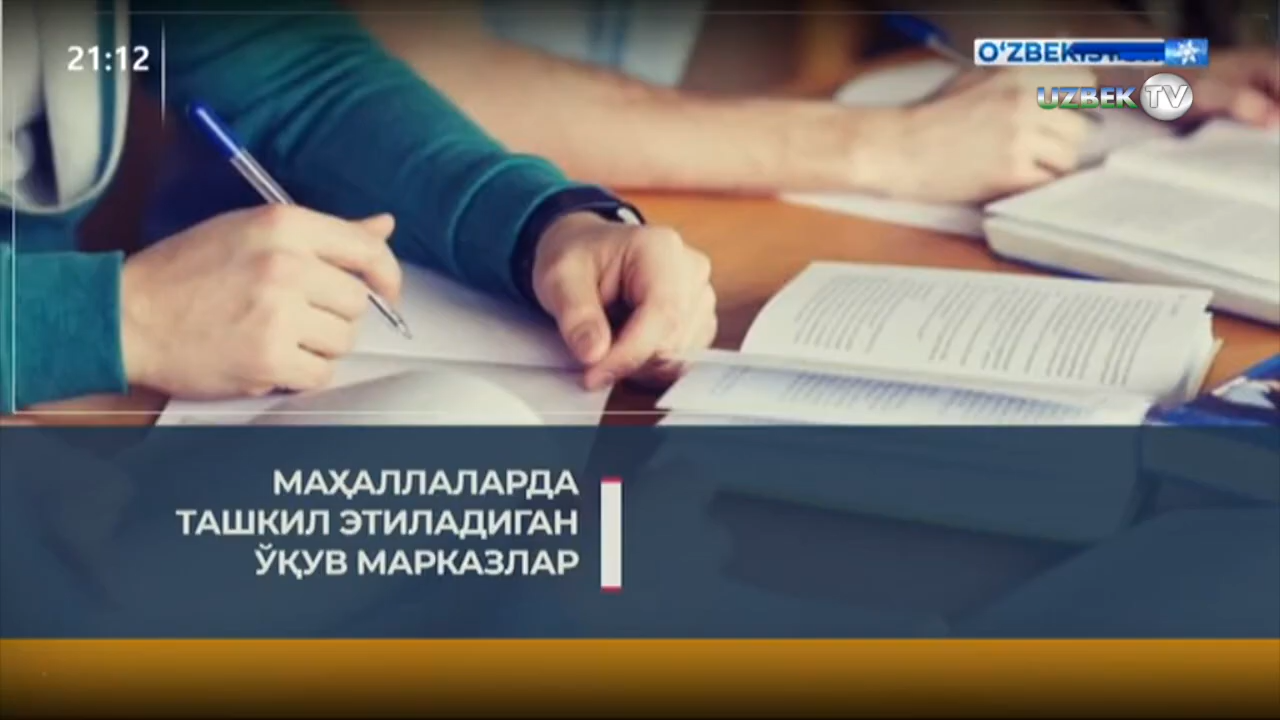 21:12
UZBEK TV
МАҲАЛЛАЛАРДА
ТАШКИЛ ЭТИЛАДИГАН
ЎҚУВ МАРКАЗЛАР